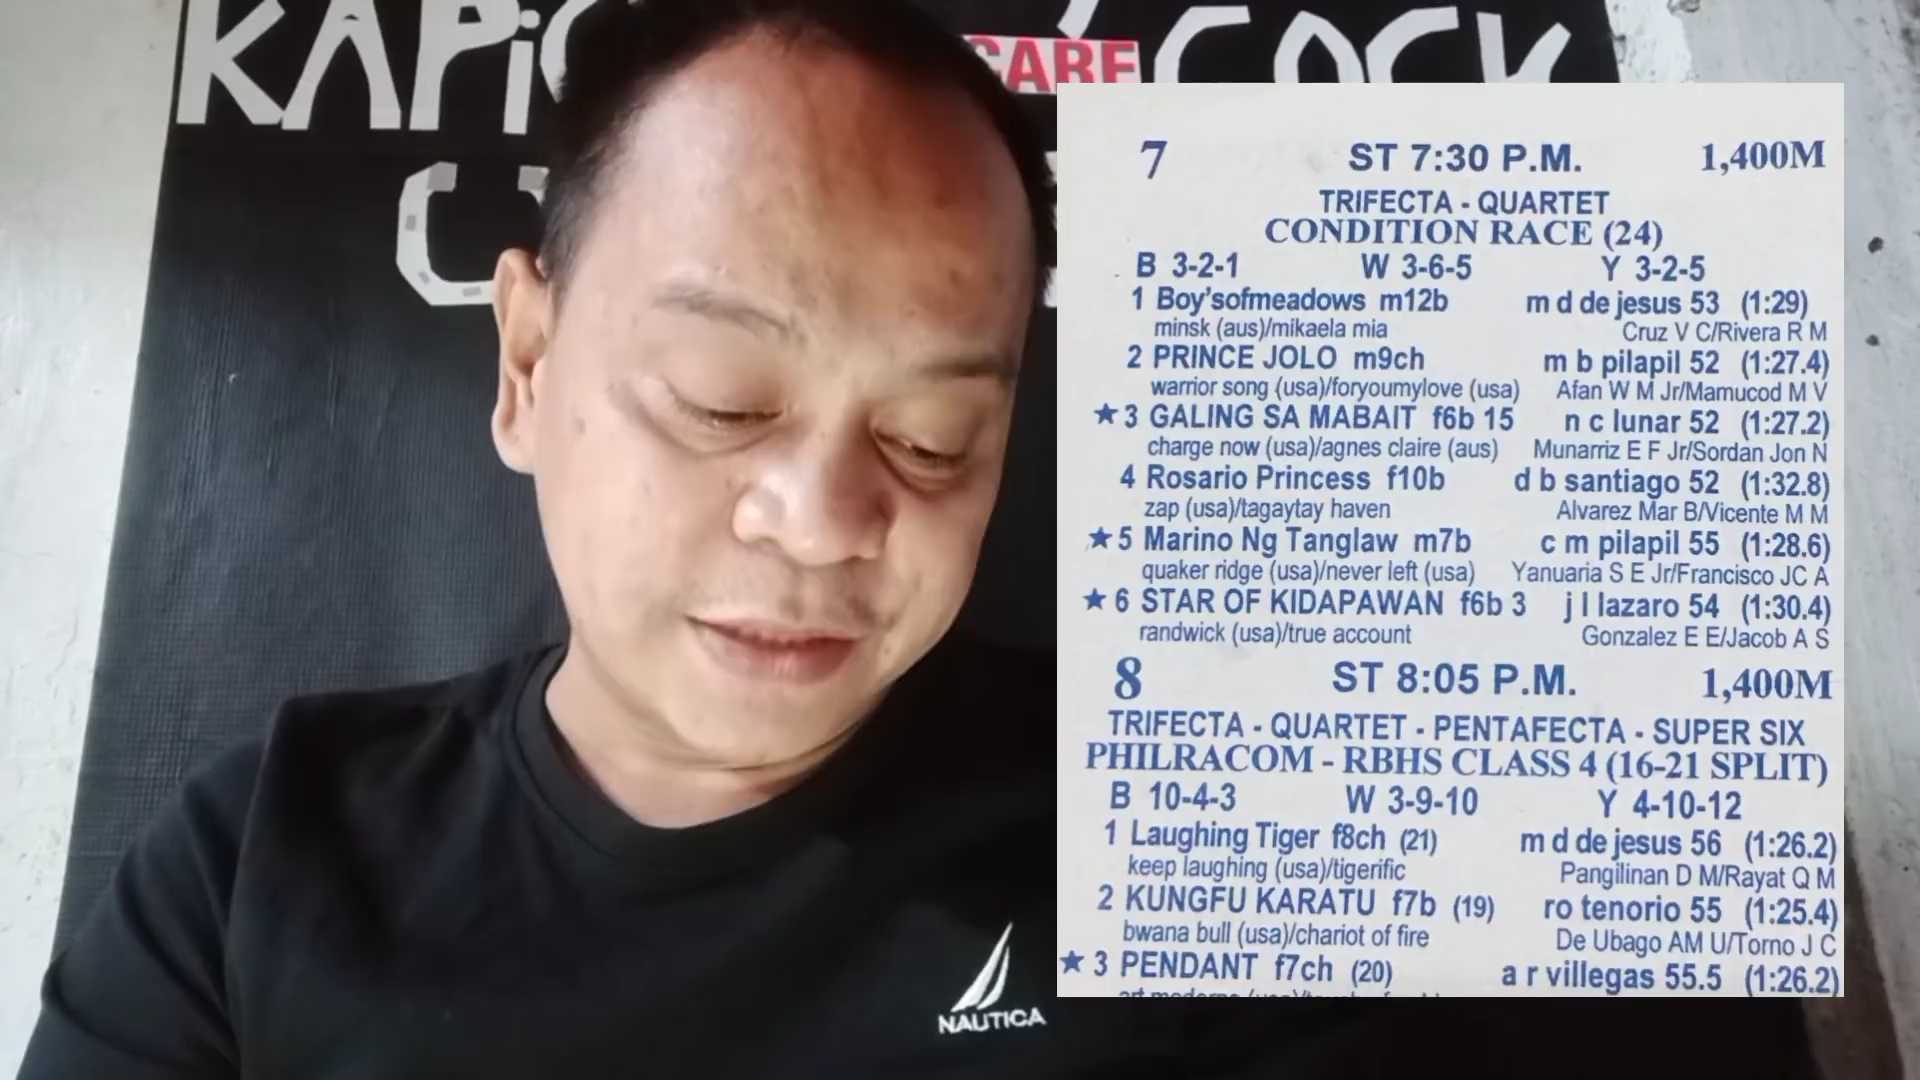 KAPi
CARE
COCK
7 ST 7:30 P.M. 1,400M
TRIFECTA - QUARTET
CONDITION RACE (24)
B 3-2-1 W 3-6-5 Y 3-2-5
1 Boy'sofmeadows m12b m d de jesus 53 (1:29)
minsk (aus)/mikaela mia Cruz V C/Rivera R M
2 PRINCE JOLO m9ch m b pilapil 52 (1:27.4)
warrior song (usa)/foryoumylove (usa) Afan W M Jr/Mamucod M V
★ 3 GALING SA MABAIT f6b 15 n c lunar 52 (1:27.2)
charge now (usa)/agnes claire (aus) Munarriz E F Jr/Sordan Jon N
4 Rosario Princess f10b d b santiago 52 (1:32.8)
zap (usa)/tagaytay haven Alvarez Mar B/Vicente M M
★ 5 Marino Ng Tanglaw m7b c m pilapil 55 (1:28.6)
quaker ridge (usa)/never left (usa) Yanuaria S E Jr/Francisco JC A
★ 6 STAR OF KIDAPAWAN f6b 3 j l lazaro 54 (1:30.4)
randwick (usa)/true account Gonzalez E E/Jacob A S
8 ST 8:05 P.M. 1,400M
TRIFECTA - QUARTET - PENTAFECTA - SUPER SIX
PHILRACOM - RBHS CLASS 4 (16-21 SPLIT)
B 10-4-3 W 3-9-10 Y 4-10-12
1 Laughing Tiger f8ch (21) m d de jesus 56 (1:26.2)
keep laughing (usa)/tigerific Pangilinan D M/Rayat Q M
2 KUNGFU KARATU f7b (19) ro tenorio 55 (1:25.4)
bwana bull (usa)/chariot of fire De Ubago AM U/Torno J C
★ 3 PENDANT f7ch (20) a r villegas 55.5 (1:26.2)
NAUTICA